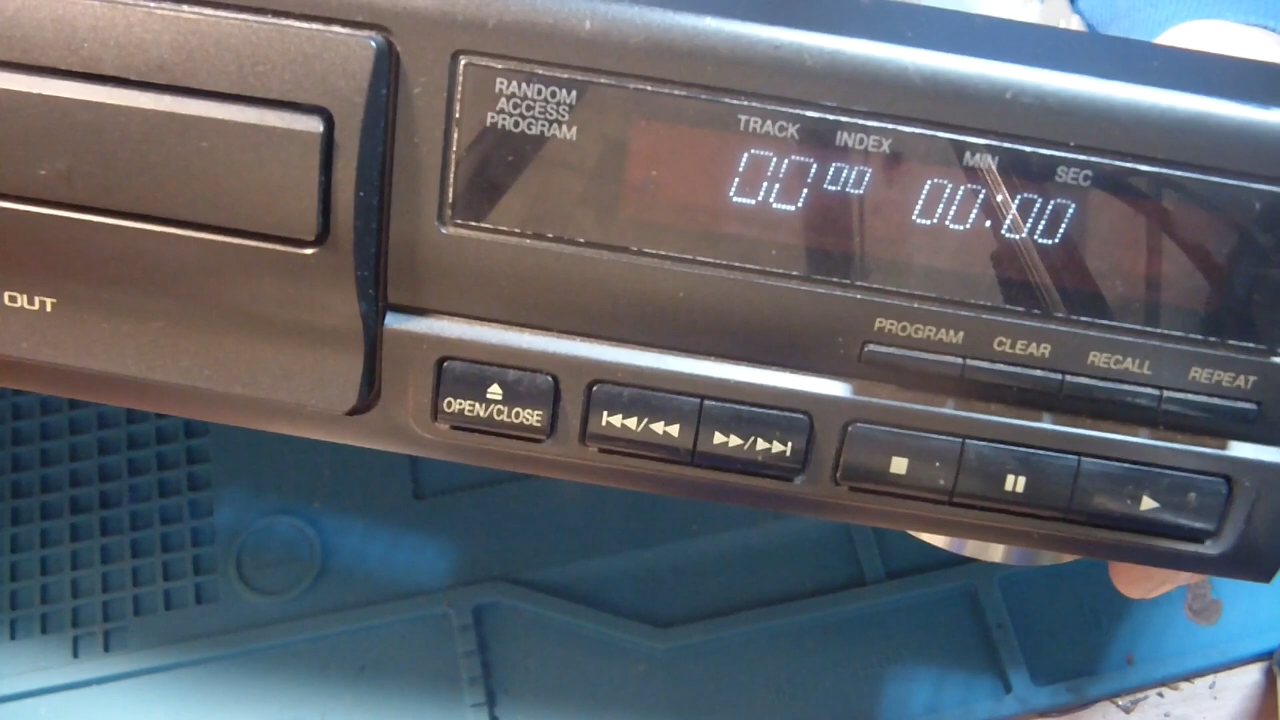 RANDOM
ACCESS
PROGRAM
TRACK INDEX MIN SEC
00 00 00:00
OUT
PROGRAM CLEAR RECALL REPEAT
OPEN/CLOSE